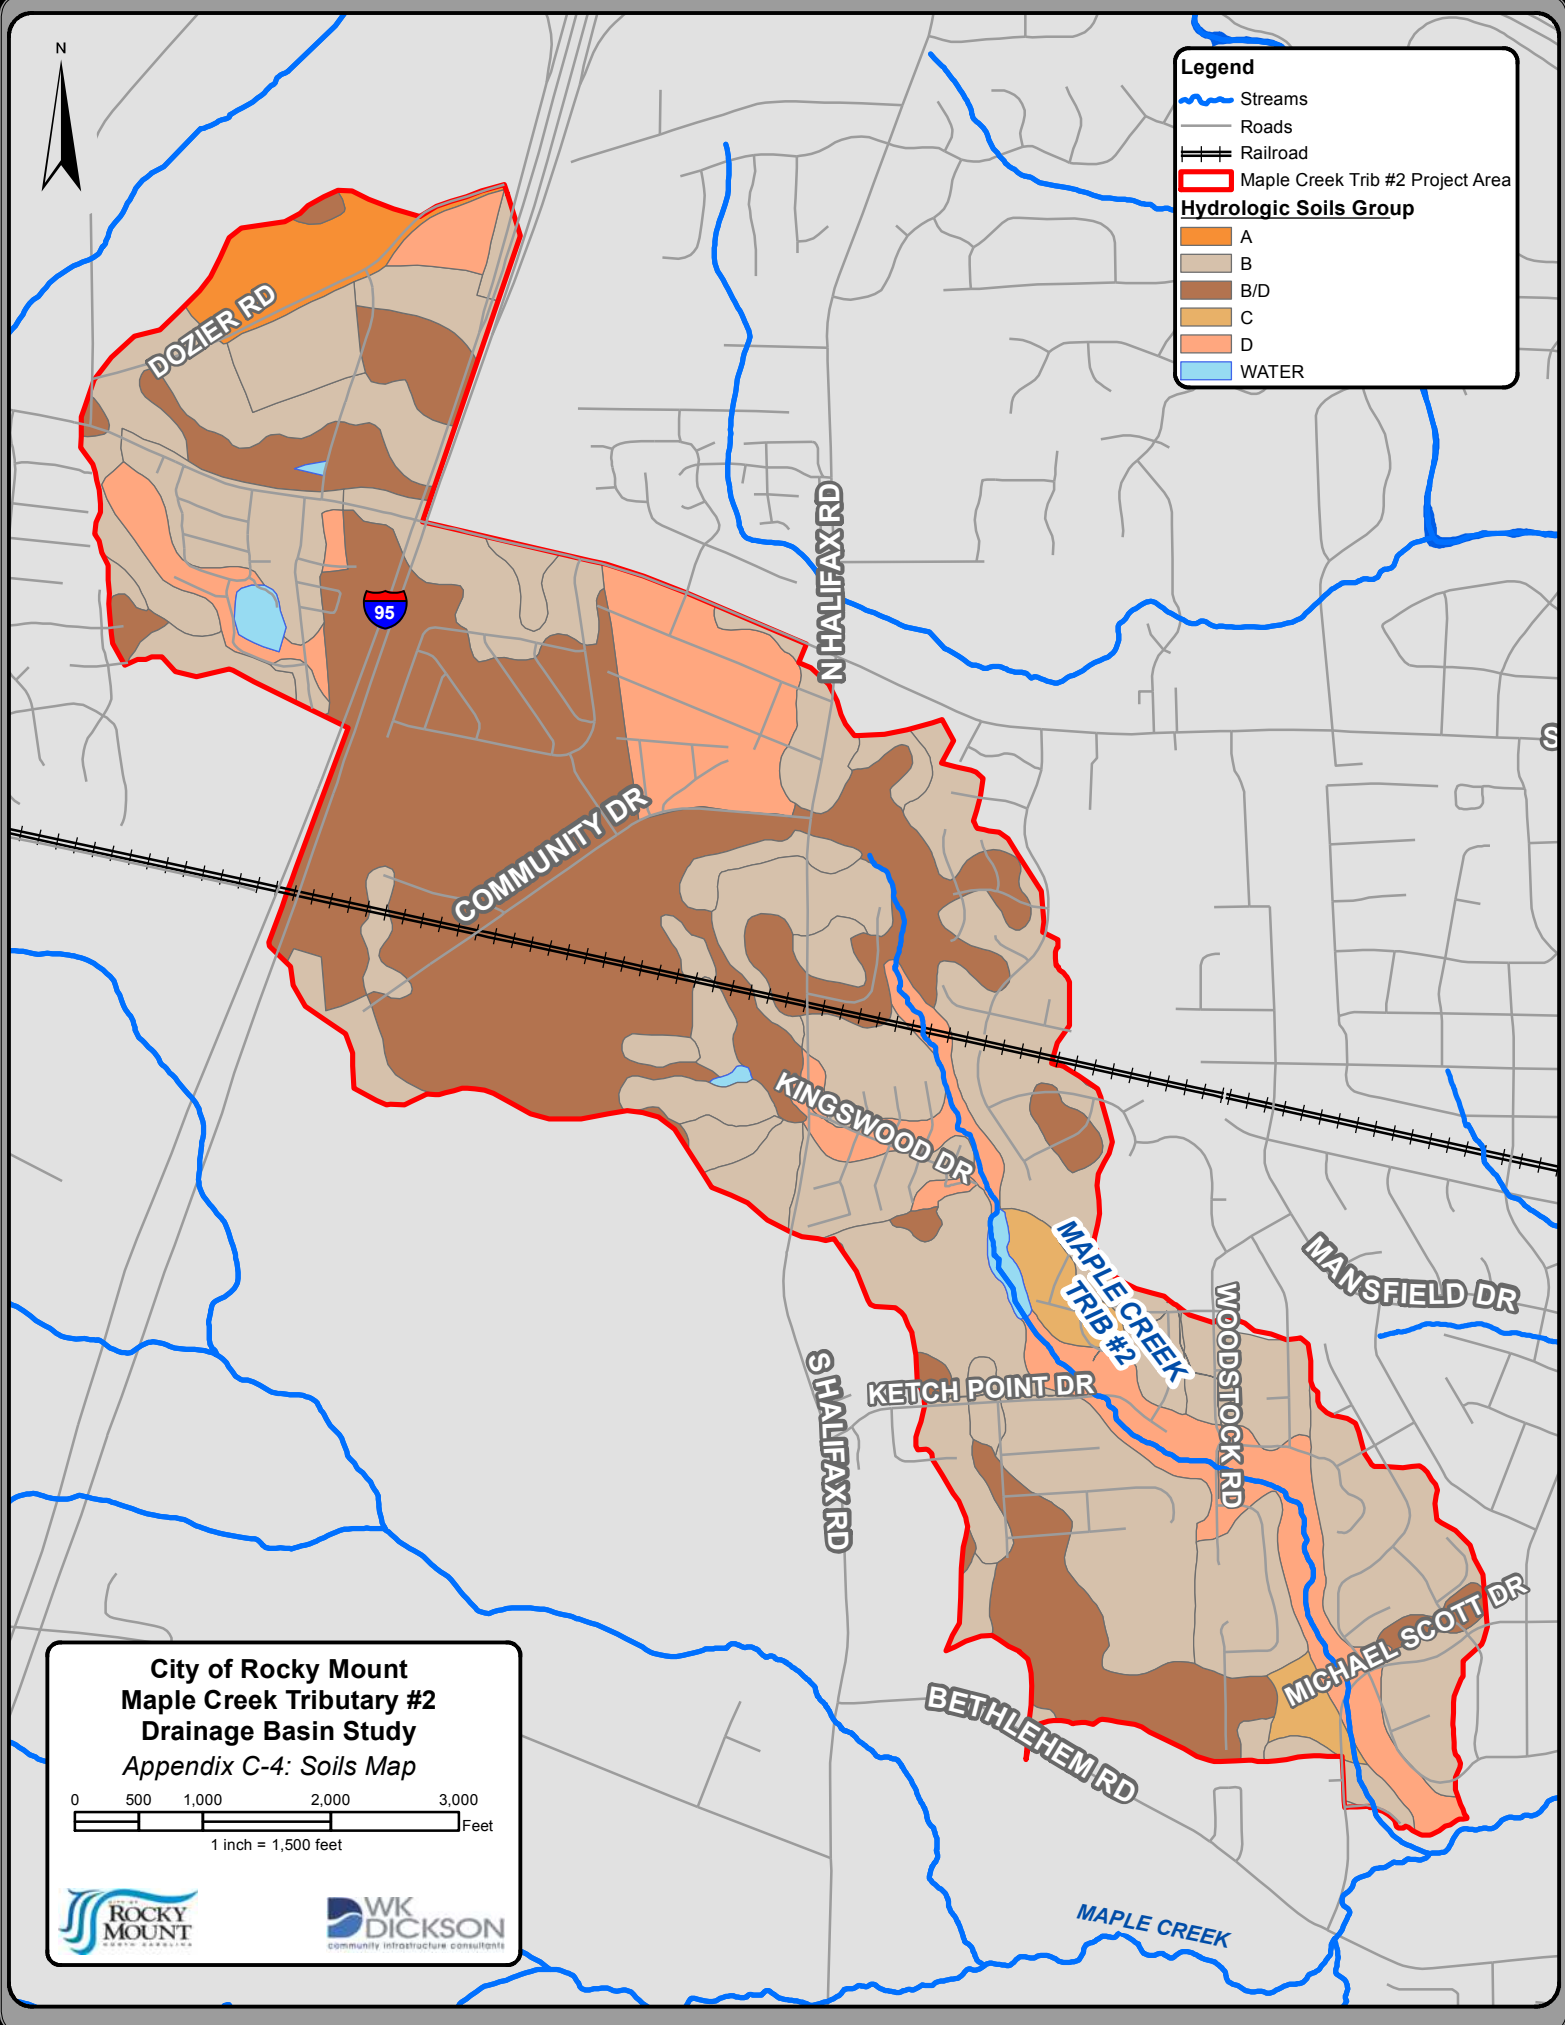 N
Legend
Streams
Roads
Railroad
Maple Creek Trib #2 Project Area
Hydrologic Soils Group
A
B
B/D
C
D
WATER
DOZIER RD
N HALIFAX RD
95
S
COMMUNITY DR
KINGSWOOD DR
MAPLE CREEK
TRIB #2
MANSFIELD DR
WOODSTOCK RD
KETCH POINT DR
S HALIFAX RD
MICHAEL SCOTT DR
BETHLEHEM RD
MAPLE CREEK
City of Rocky Mount
Maple Creek Tributary #2
Drainage Basin Study
Appendix C-4: Soils Map
0 500 1,000 2,000 3,000
Feet
1 inch = 1,500 feet
CITY OF
ROCKY
MOUNT
NORTH CAROLINA
WK
DICKSON
community infrastructure consultants